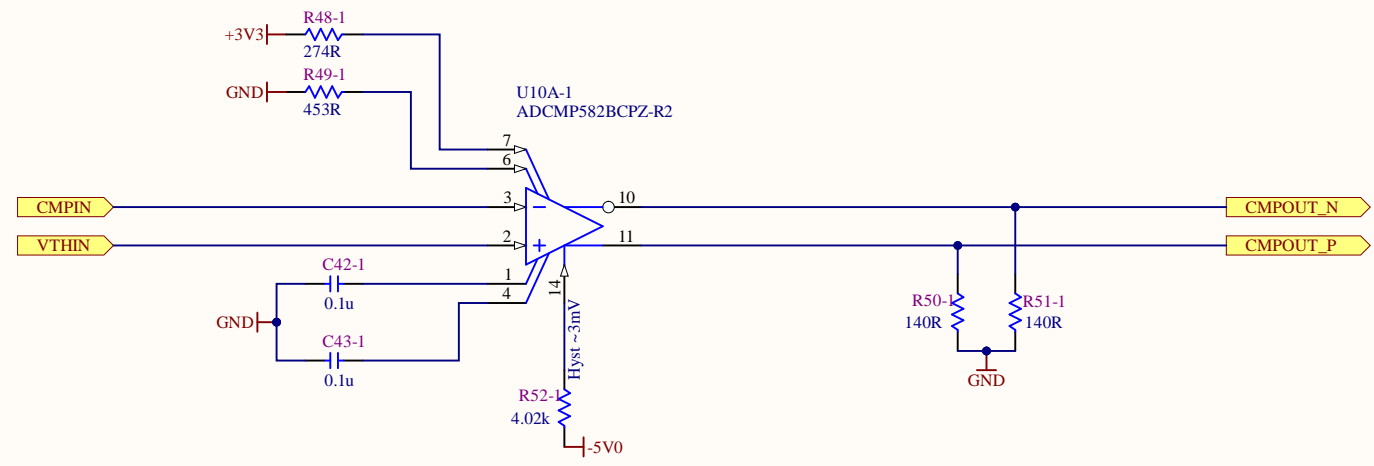 R48-1
+3V3
274R
R49-1
GND
453R
U10A-1
ADCMP582BCPZ-R2
7
6
CMPIN
3
10
CMPOUT_N
VTHIN
2
11
CMPOUT_P
C42-1
1
0.1u
4
14
GND
C43-1
0.1u
Hyst ~3mV
R50-1
140R
R51-1
140R
GND
R52-1
4.02k
-5V0